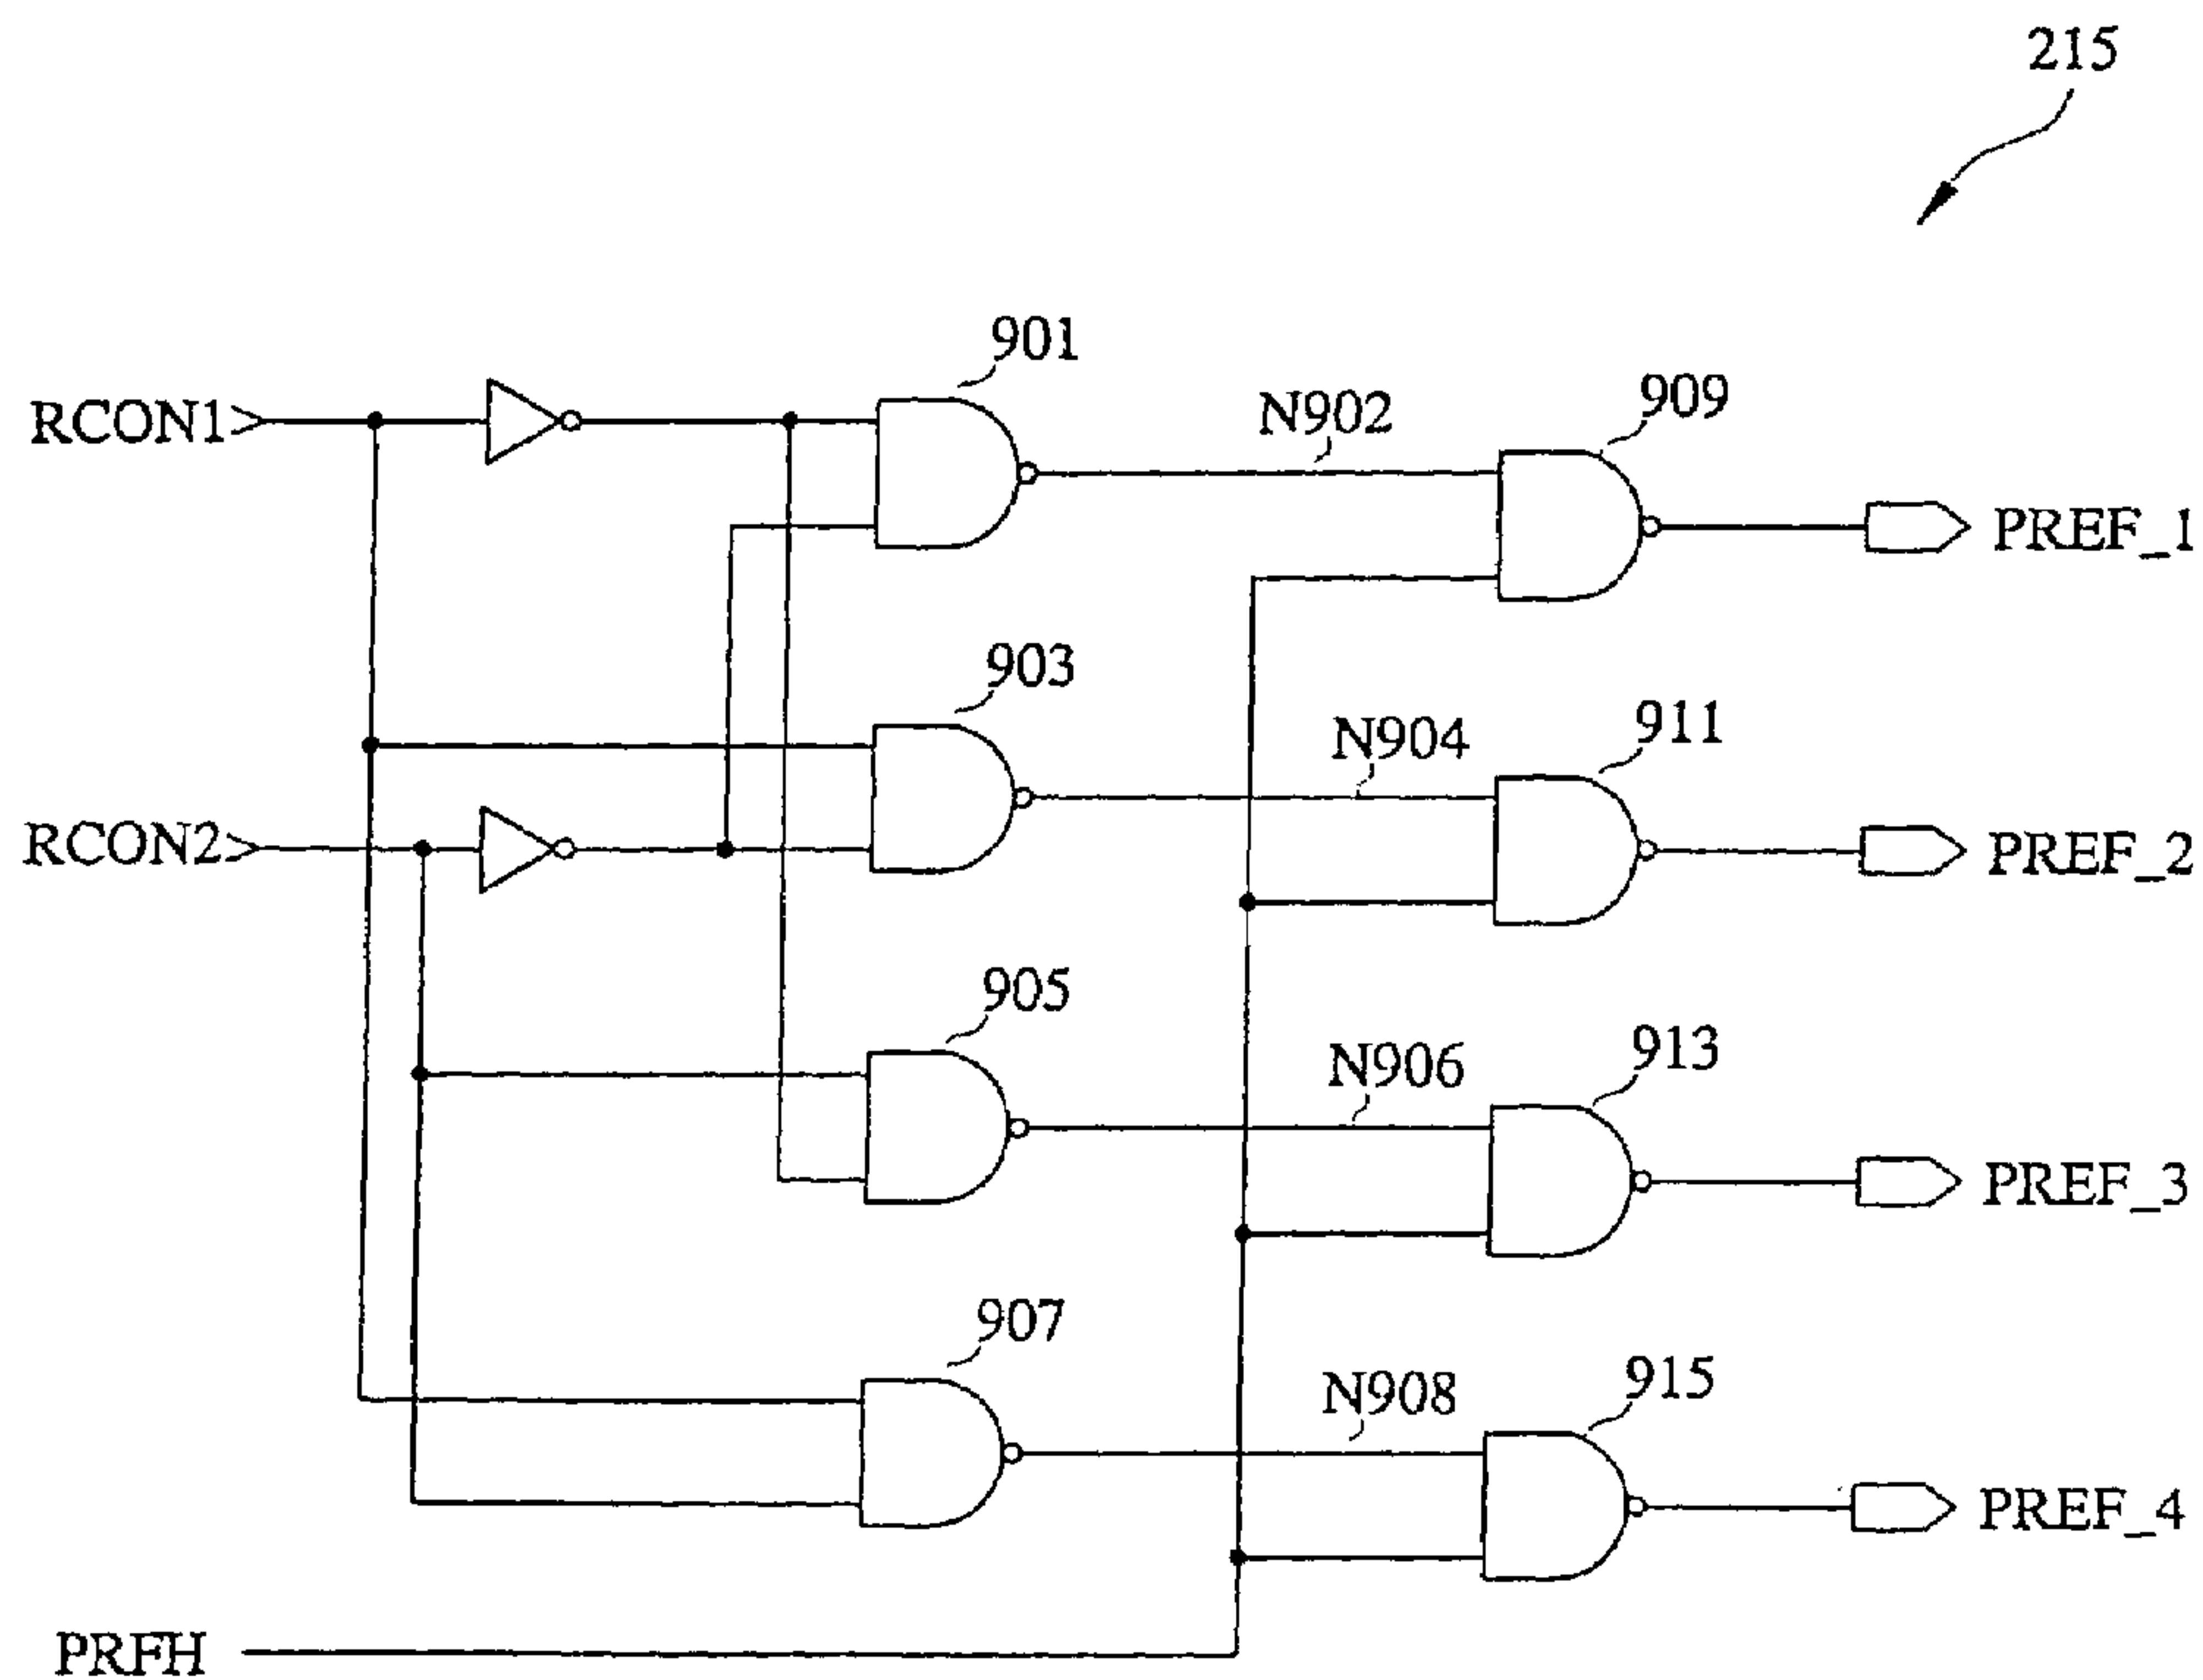 215
901
RCON1
N902
909
PREF_1
903
N904
911
RCON2
PREF_2
905
N906
913
PREF_3
907
N908
915
PREF_4
PRFH